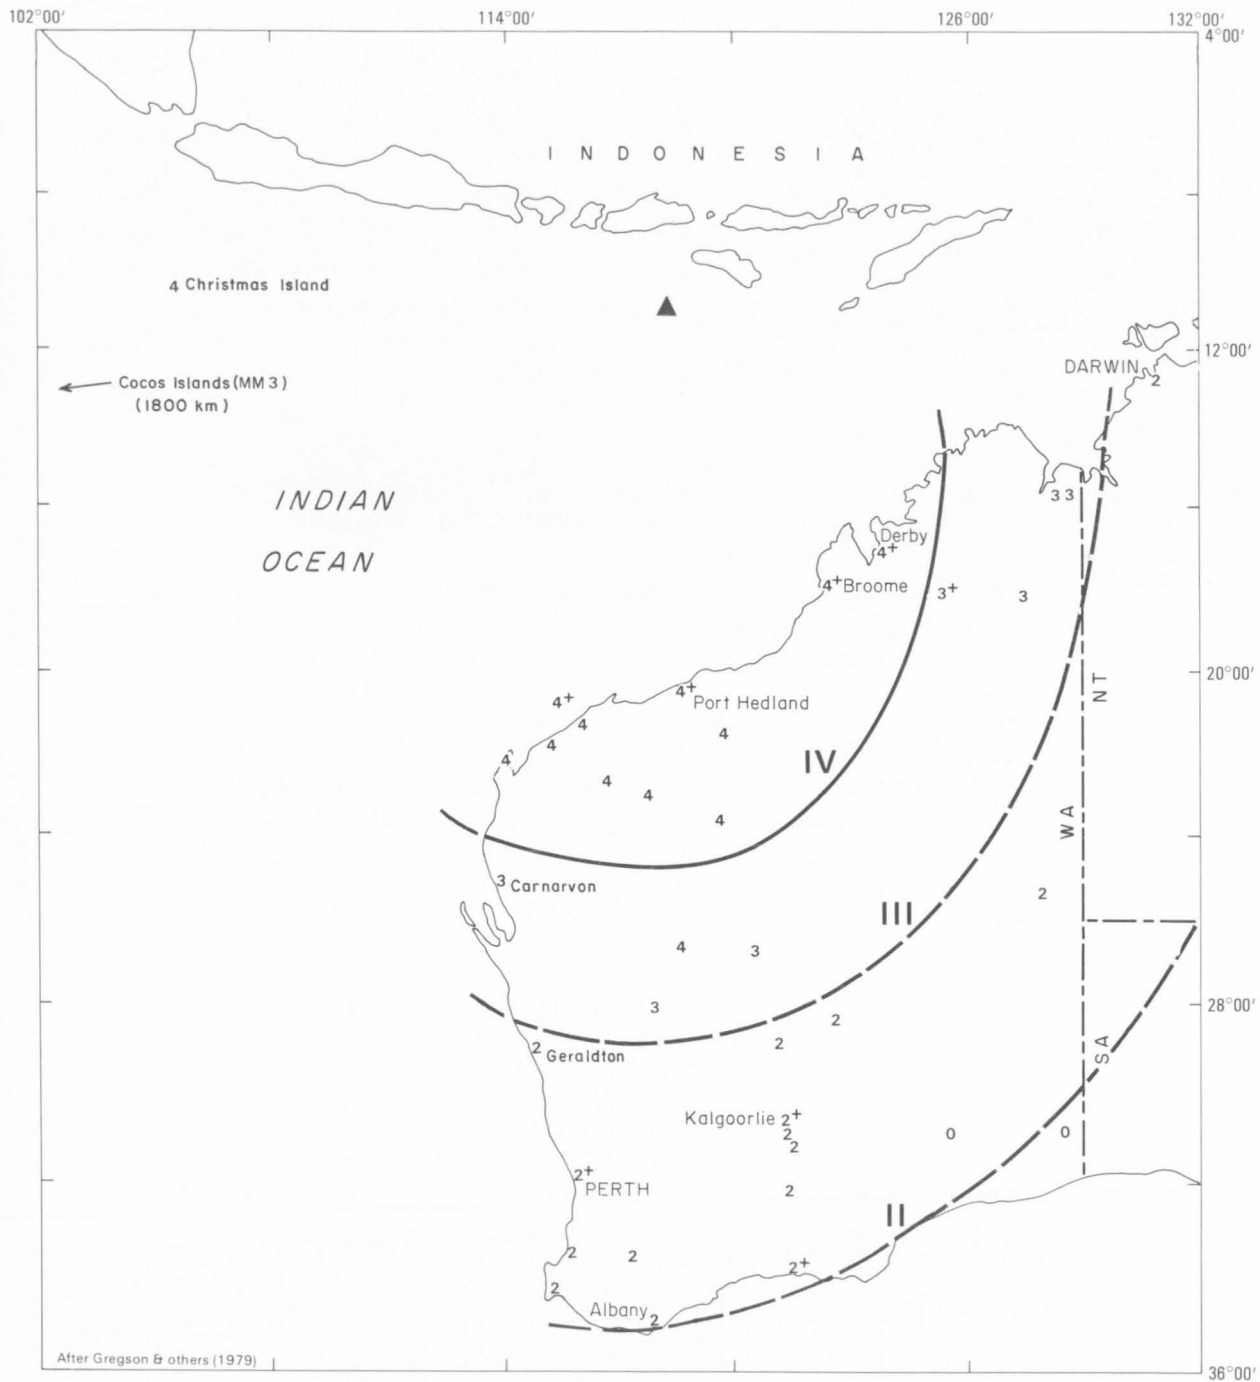 102°00'
114°00'
126°00'
132°00'
4°00'
I N D O N E S I A
4 Christmas Island
12°00'
DARWIN
2
Cocos Islands (MM 3)
(1800 km)
INDIAN
OCEAN
3 3
Derby
4+
4+ Broome
3+
3
20°00'
NT
4+
4+
Port Hedland
4
4
4
4
IV
4
4
4
WA
3 Carnarvon
2
III
4
3
3
28°00'
2
2
2 Geraldton
SA
Kalgoorlie 2+
2
2
0
0
2+
PERTH
2
II
2
2
2+
2
Albany 2
After Gregson & others (1979)
36°00'